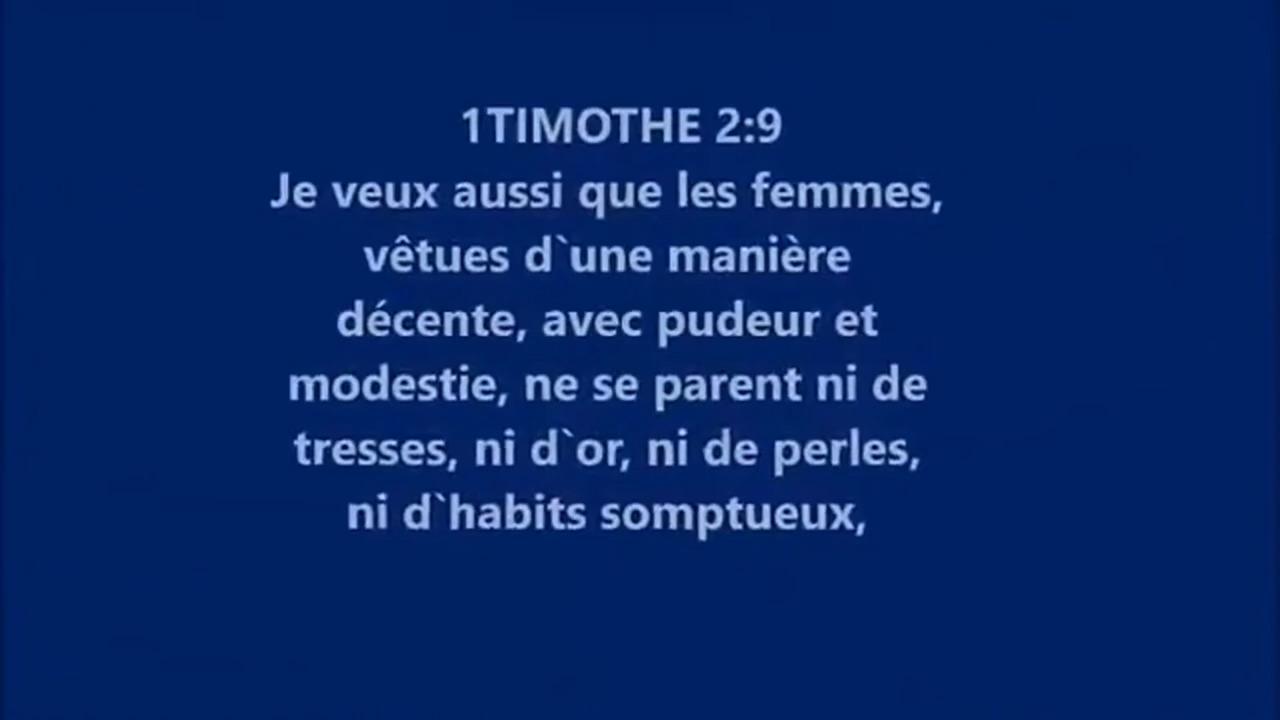 1TIMOTHE 2:9
Je veux aussi que les femmes,
vêtues d`une manière
décente, avec pudeur et
modestie, ne se parent ni de
tresses, ni d`or, ni de perles,
ni d`habits somptueux,